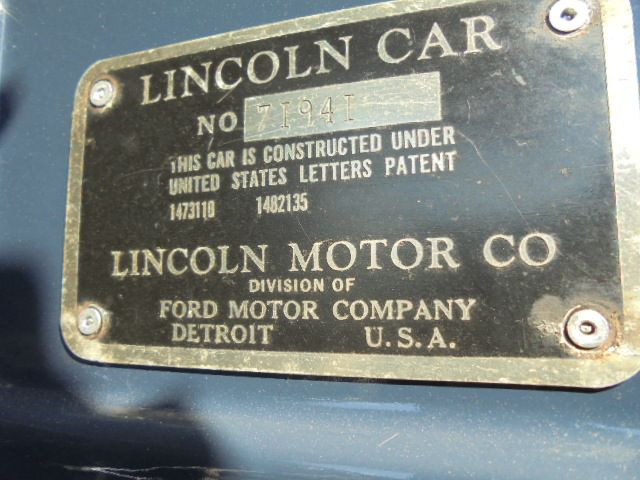 LINCOLN CAR
NO 71941
THIS CAR IS CONSTRUCTED UNDER
UNITED STATES LETTERS PATENT
1473110 1482135
LINCOLN MOTOR CO
DIVISION OF
FORD MOTOR COMPANY
DETROIT U.S.A.